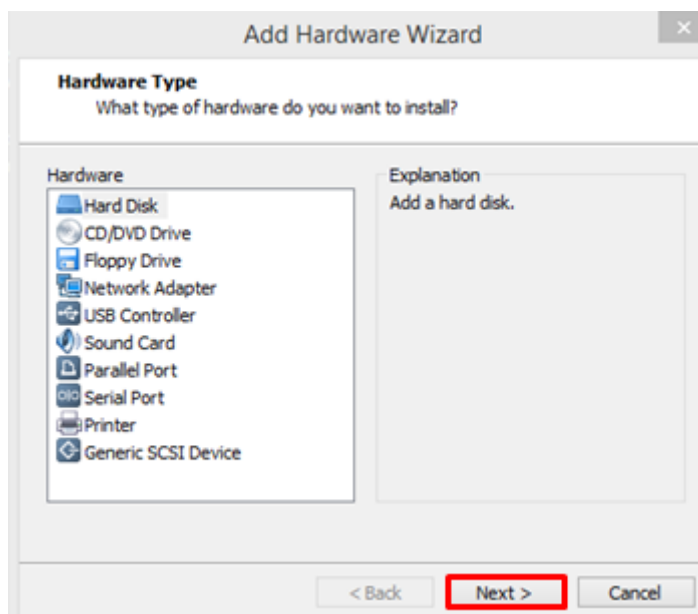 Add Hardware Wizard
Hardware Type
What type of hardware do you want to install?
Hardware
Hard Disk
CD/DVD Drive
Floppy Drive
Network Adapter
USB Controller
Sound Card
Parallel Port
Serial Port
Printer
Generic SCSI Device
Explanation
Add a hard disk.
< Back
Next >
Cancel